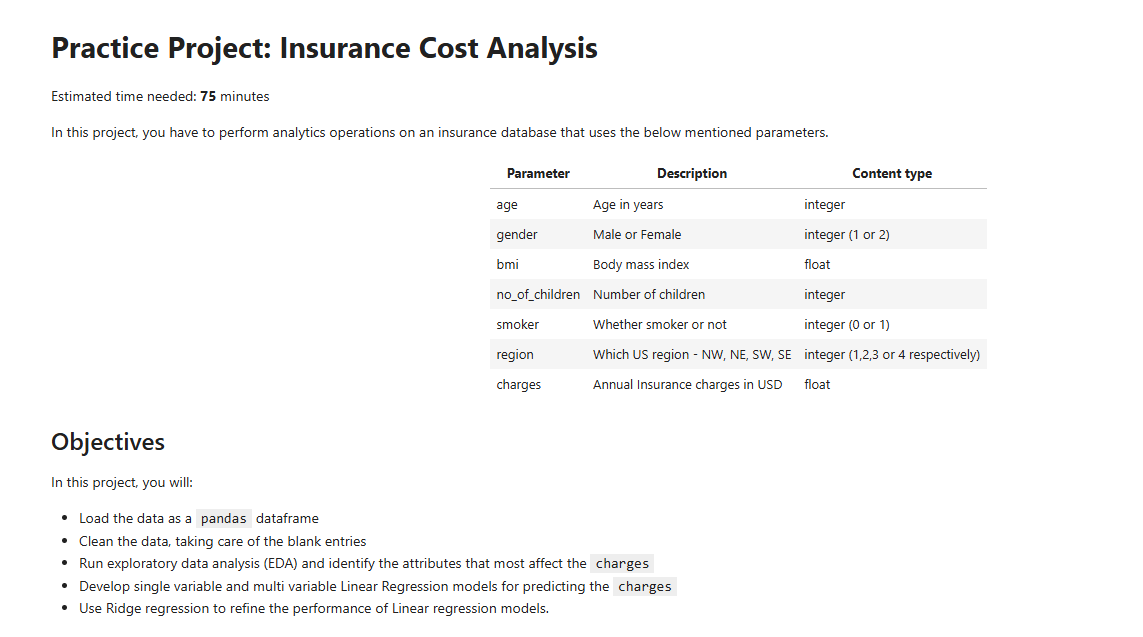 Practice Project: Insurance Cost Analysis
Estimated time needed: 75 minutes
In this project, you have to perform analytics operations on an insurance database that uses the below mentioned parameters.
Parameter Description Content type
age Age in years integer
gender Male or Female integer (1 or 2)
bmi Body mass index float
no_of_children Number of children integer
smoker Whether smoker or not integer (0 or 1)
region Which US region - NW, NE, SW, SE integer (1,2,3 or 4 respectively)
charges Annual Insurance charges in USD float
Objectives
In this project, you will:
• Load the data as a pandas dataframe
• Clean the data, taking care of the blank entries
• Run exploratory data analysis (EDA) and identify the attributes that most affect the charges
• Develop single variable and multi variable Linear Regression models for predicting the charges
• Use Ridge regression to refine the performance of Linear regression models.